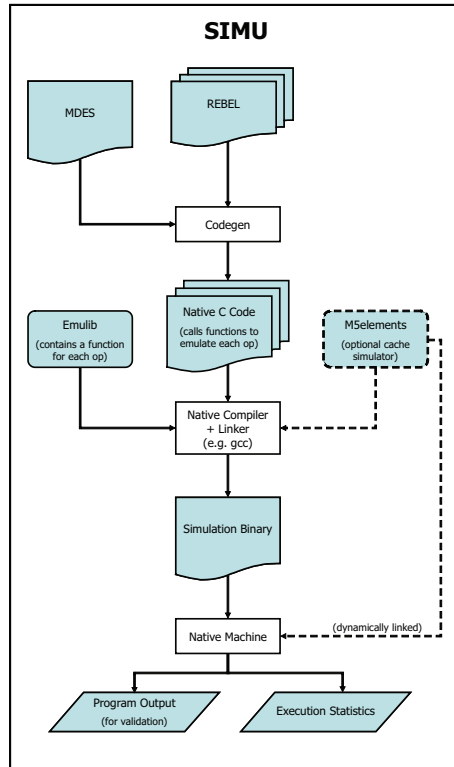 SIMU
MDES
REBEL
Codegen
Emulib
(contains a function
for each op)
Native C Code
(calls functions to
emulate each op)
M5elements
(optional cache
simulator)
Native Compiler
+ Linker
(e.g. gcc)
Simulation Binary
(dynamically linked)
Native Machine
Program Output
(for validation)
Execution Statistics